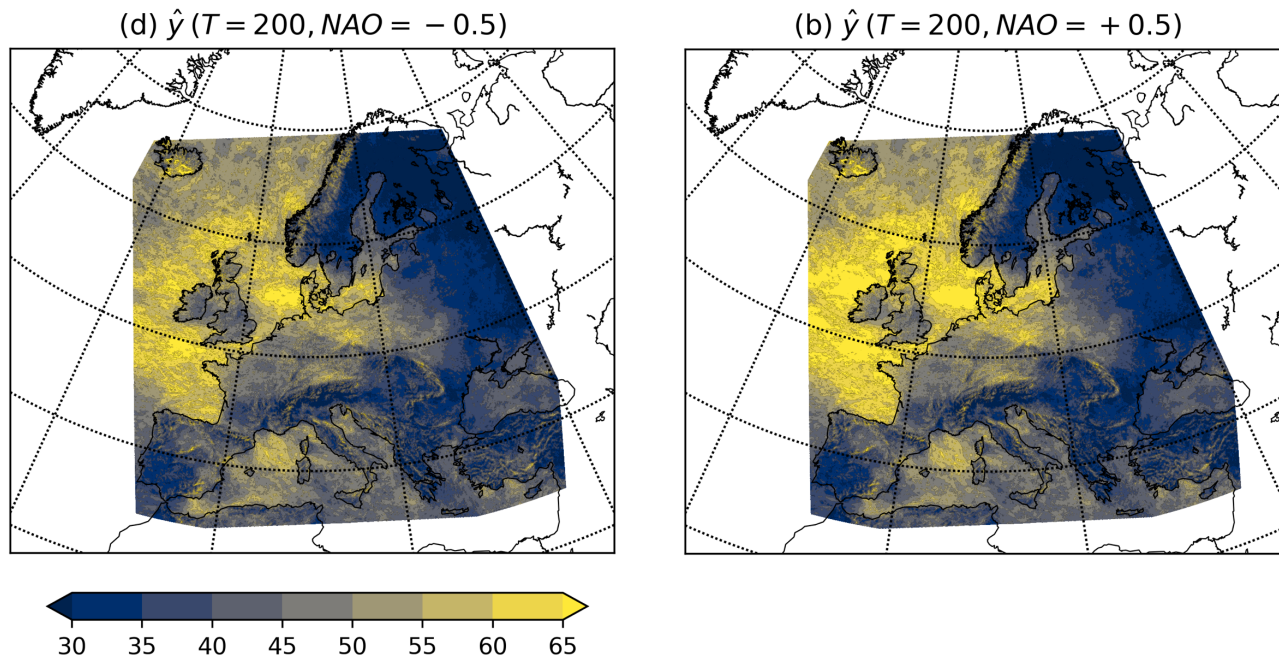 (d) ŷ (T = 200, NAO = − 0.5)
(b) ŷ (T = 200, NAO = + 0.5)
30 35 40 45 50 55 60 65